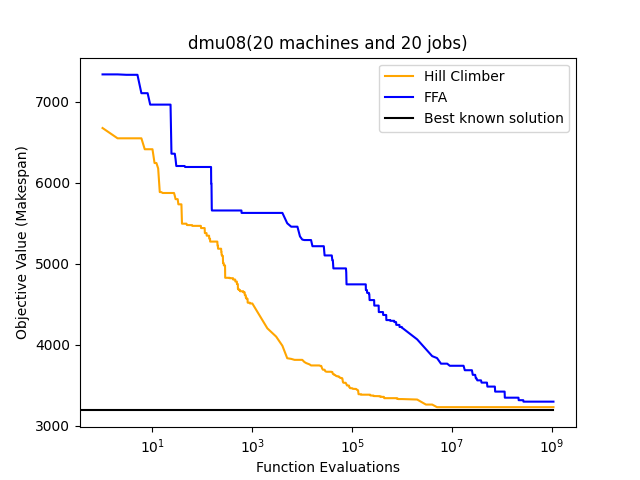 dmu08(20 machines and 20 jobs)
Hill Climber
FFA
Best known solution
Objective Value (Makespan)
7000
6000
5000
4000
3000
10^1
10^3
10^5
10^7
10^9
Function Evaluations